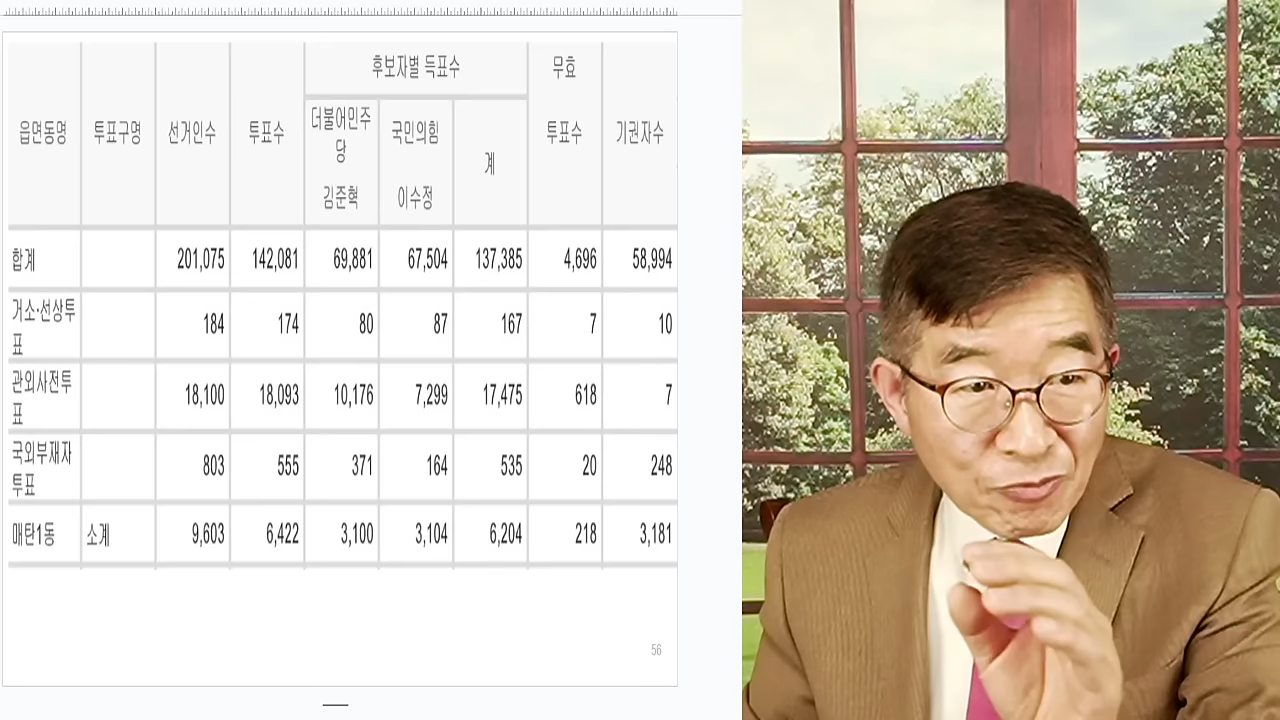 후보자별 득표수 무효
읍면동명 투표구명 선거인수 투표수 더불어민주당 국민의힘 계 투표수 기권자수
김준혁 이수정
합계 201,075 142,081 69,881 67,504 137,385 4,696 58,994
거소·선상투표 184 174 80 87 167 7 10
관외사전투표 18,100 18,093 10,176 7,299 17,475 618 7
국외부재자투표 803 555 371 164 535 20 248
매탄1동 소계 9,603 6,422 3,100 3,104 6,204 218 3,181
56